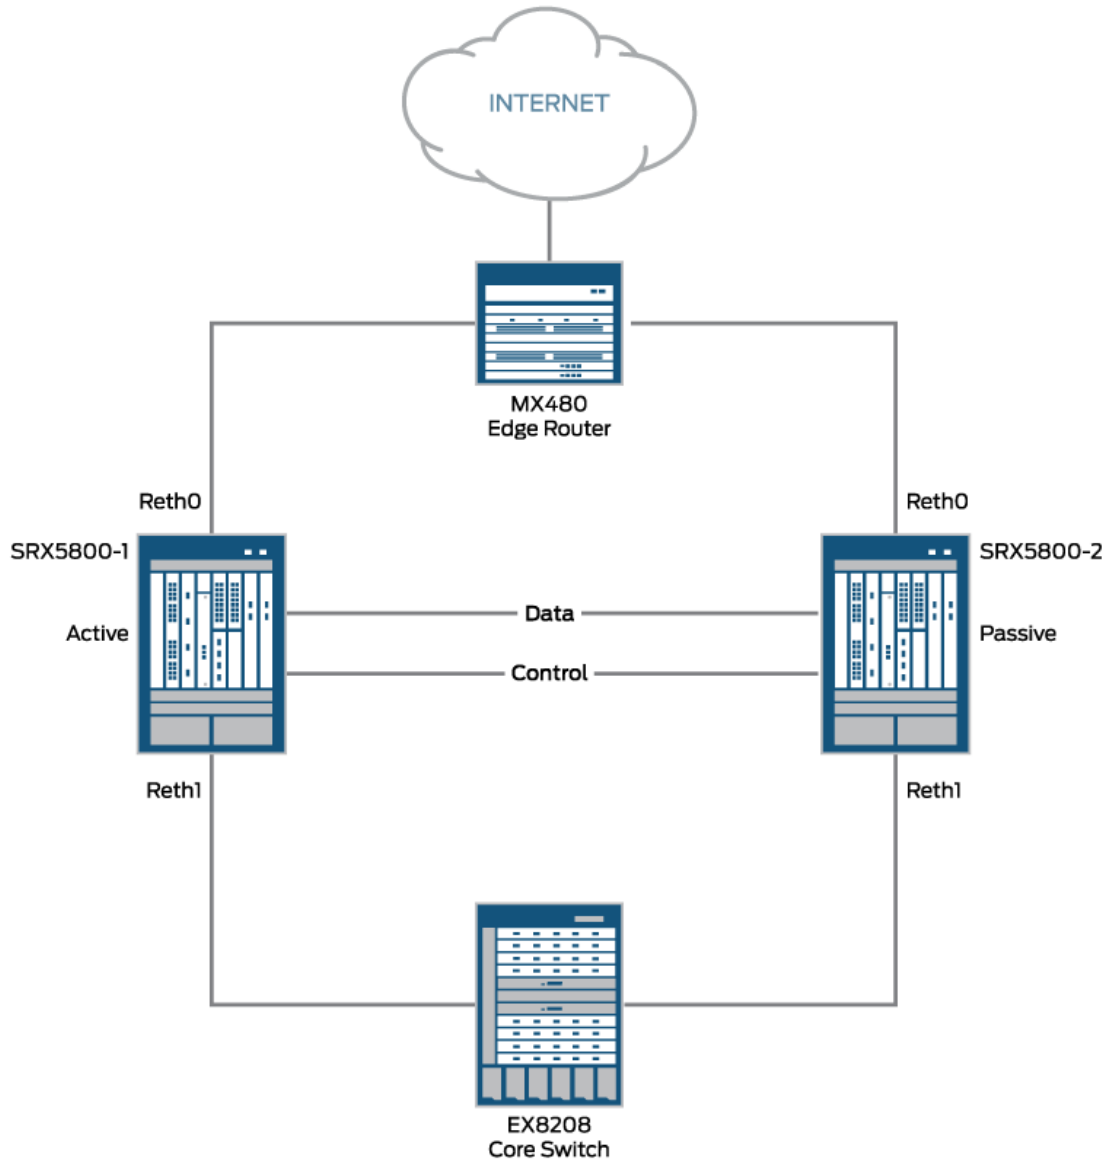 INTERNET
MX480
Edge Router
Reth0
Reth0
SRX5800-1
SRX5800-2
Data
Active
Passive
Control
Reth1
Reth1
EX8208
Core Switch